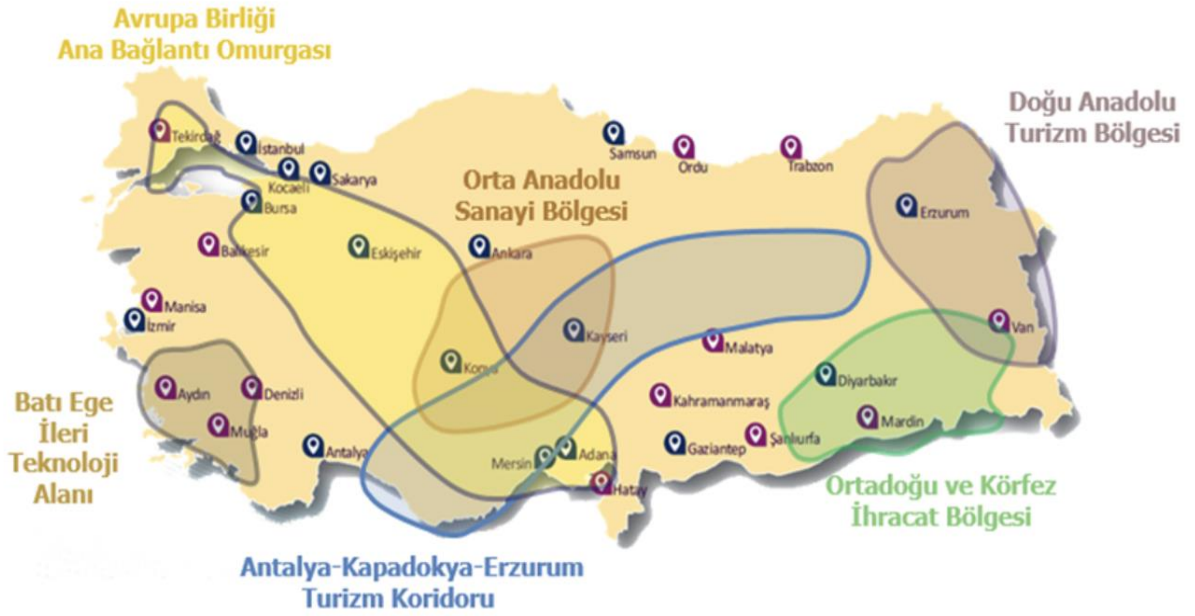 Avrupa Birliği
Ana Bağlantı Omurgası
Doğu Anadolu
Turizm Bölgesi
Tekirdağ
İstanbul
Kocaeli
Sakarya
Bursa
Samsun
Ordu
Trabzon
Orta Anadolu
Sanayi Bölgesi
Erzurum
Balıkesir
Eskişehir
Ankara
Manisa
İzmir
Kayseri
Van
Malatya
Konya
Diyarbakır
Batı Ege
İleri
Teknoloji
Alanı
Aydın
Denizli
Muğla
Kahramanmaraş
Mardin
Antalya
Mersin
Adana
Gaziantep
Şanlıurfa
Hatay
Ortadoğu ve Körfez
İhracat Bölgesi
Antalya-Kapadokya-Erzurum
Turizm Koridoru